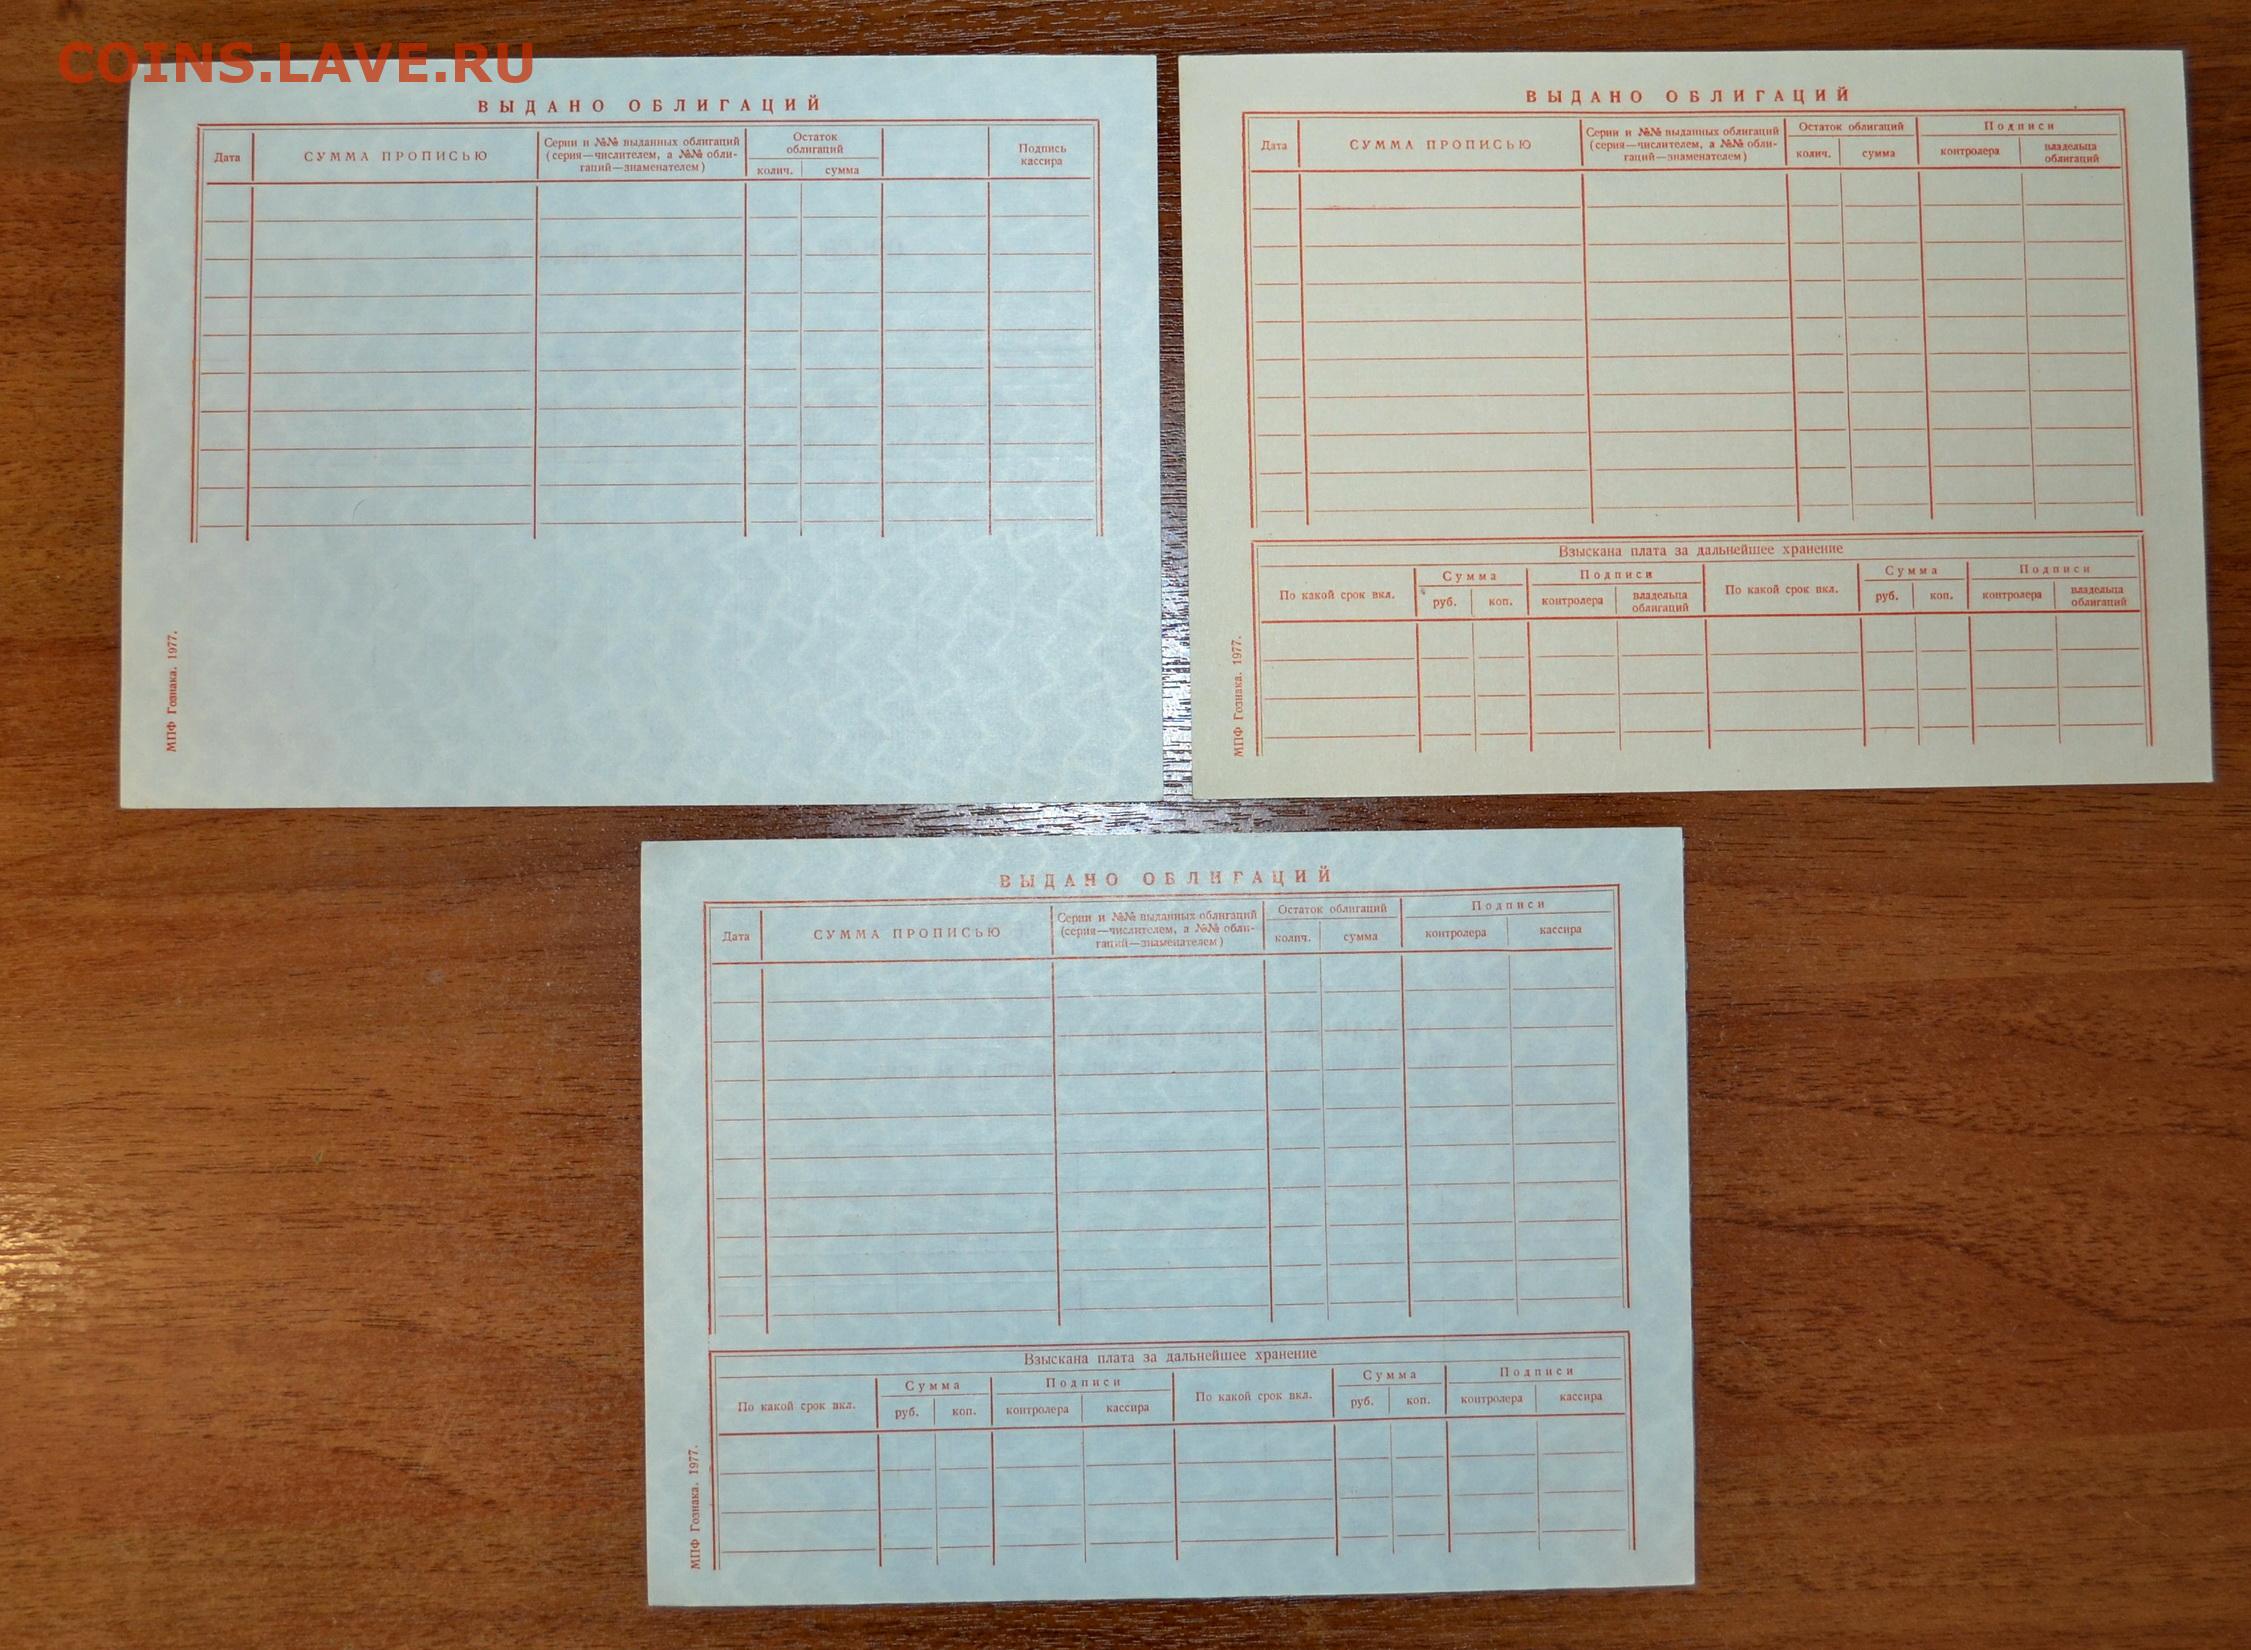 COINS.LAVE.RU
ВЫДАНО ОБЛИГАЦИЙ
Дата
СУММА ПРОПИСЬЮ
Серии и №№ выданных облигаций
(серия—числителем, а №№ обли-
гаций—знаменателем)
Остаток
облигаций
колич. сумма
Подпись
кассира
МПФ Гознака. 1977.
ВЫДАНО ОБЛИГАЦИЙ
Дата
СУММА ПРОПИСЬЮ
Серии и №№ выданных облигаций
(серия—числителем, а №№ обли-
гаций—знаменателем)
Остаток облигаций
колич. сумма
Подписи
контролера
владельца
облигаций
Взыскана плата за дальнейшее хранение
По какой срок вкл.
Сумма
руб. коп.
Подписи
контролера
владельца
облигаций
По какой срок вкл.
Сумма
руб. коп.
Подписи
контролера
владельца
облигаций
МПФ Гознака. 1977.
ВЫДАНО ОБЛИГАЦИЙ
Дата
СУММА ПРОПИСЬЮ
Серии и №№ выданных облигаций
(серия—числителем, а №№ обли-
гаций—знаменателем)
Остаток облигаций
колич. сумма
Подписи
контролера кассира
Взыскана плата за дальнейшее хранение
По какой срок вкл.
Сумма
руб. коп.
Подписи
контролера кассира
По какой срок вкл.
Сумма
руб. коп.
Подписи
контролера кассира
МПФ Гознака. 1977.